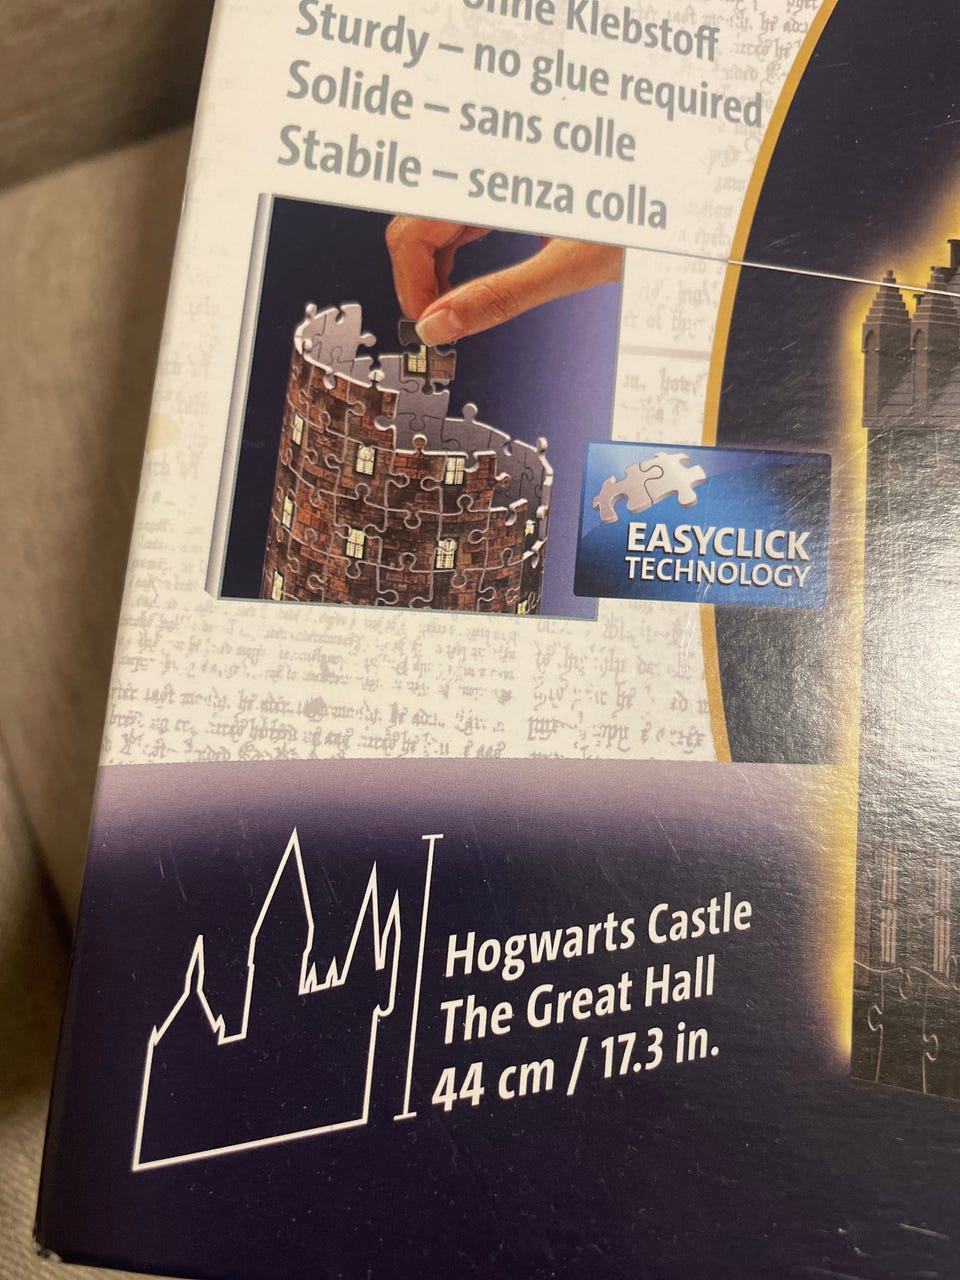 ohne Klebstoff
Sturdy – no glue required
Solide – sans colle
Stabile – senza colla
EASYCLICK
TECHNOLOGY
Hogwarts Castle
The Great Hall
44 cm / 17.3 in.